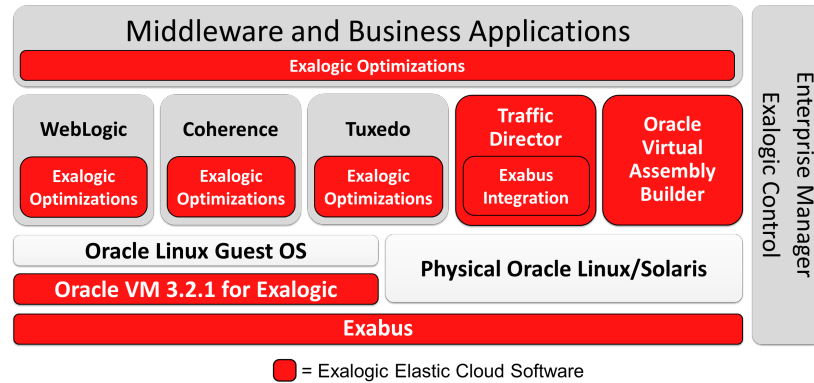 Middleware and Business Applications
Exalogic Optimizations
WebLogic
Exalogic
Optimizations
Coherence
Exalogic
Optimizations
Tuxedo
Exalogic
Optimizations
Traffic
Director
Exabus
Integration
Oracle
Virtual
Assembly
Builder
Oracle Linux Guest OS
Oracle VM 3.2.1 for Exalogic
Physical Oracle Linux/Solaris
Exabus
Enterprise Manager
Exalogic Control
= Exalogic Elastic Cloud Software